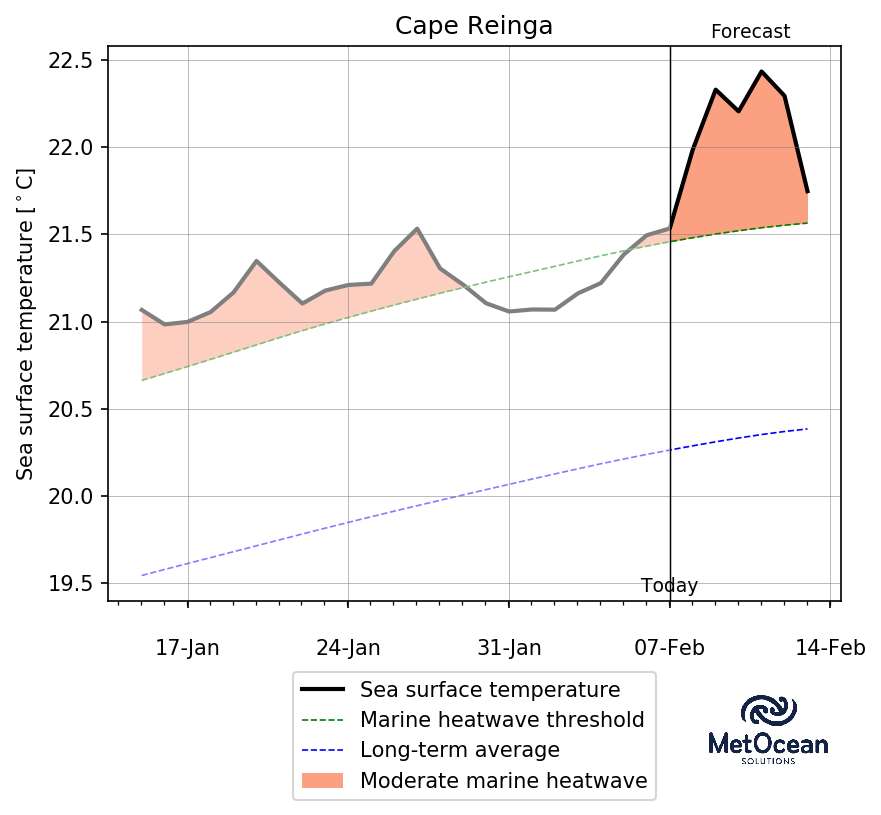 Cape Reinga
Forecast
22.5
22.0
21.5
21.0
20.5
20.0
19.5
Sea surface temperature [°C]
Today
17-Jan 24-Jan 31-Jan 07-Feb 14-Feb
Sea surface temperature
Marine heatwave threshold
Long-term average
Moderate marine heatwave
MetOcean
SOLUTIONS